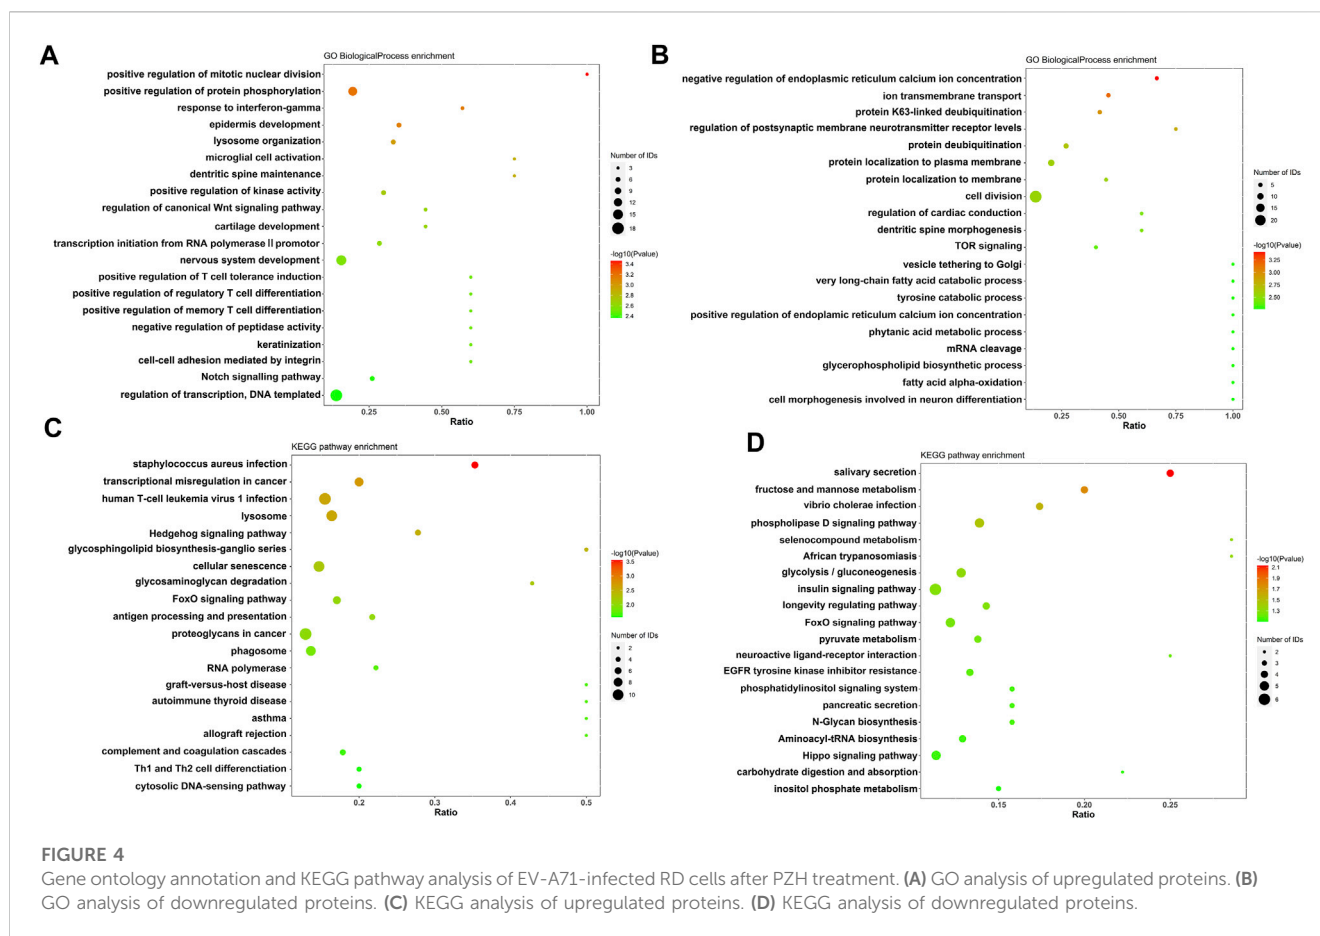 A
GO BiologicalProcess enrichment
positive regulation of mitotic nuclear division
positive regulation of protein phosphorylation
response to interferon-gamma
epidermis development
lysosome organization
microglial cell activation
dentritic spine maintenance
positive regulation of kinase activity
regulation of canonical Wnt signaling pathway
cartilage development
transcription initiation from RNA polymerase II promotor
nervous system development
positive regulation of T cell tolerance induction
positive regulation of regulatory T cell differentiation
positive regulation of memory T cell differentiation
negative regulation of peptidase activity
keratinization
cell-cell adhesion mediated by integrin
Notch signalling pathway
regulation of transcription, DNA templated
0.25 0.50 0.75 1.00
Ratio
Number of IDs
3
6
9
12
15
18
-log10(Pvalue)
3.4
3.2
3.0
2.8
2.6
2.4
B
GO BiologicalProcess enrichment
negative regulation of endoplasmic reticulum calcium ion concentration
ion transmembrane transport
protein K63-linked deubiquitination
regulation of postsynaptic membrane neurotransmitter receptor levels
protein deubiquitination
protein localization to plasma membrane
protein localization to membrane
cell division
regulation of cardiac conduction
dentritic spine morphogenesis
TOR signaling
vesicle tethering to Golgi
very long-chain fatty acid catabolic process
tyrosine catabolic process
positive regulation of endoplamic reticulum calcium ion concentration
phytanic acid metabolic process
mRNA cleavage
glycerophospholipid biosynthetic process
fatty acid alpha-oxidation
cell morphogenesis involved in neuron differentiation
0.25 0.50 0.75 1.00
Ratio
Number of IDs
5
10
15
20
-log10(Pvalue)
3.25
3.00
2.75
2.50
C
KEGG pathway enrichment
staphylococcus aureus infection
transcriptional misregulation in cancer
human T-cell leukemia virus 1 infection
lysosome
Hedgehog signaling pathway
glycosphingolipid biosynthesis-ganglio series
cellular senescence
glycosaminoglycan degradation
FoxO signaling pathway
antigen processing and presentation
proteoglycans in cancer
phagosome
RNA polymerase
graft-versus-host disease
autoimmune thyroid disease
asthma
allograft rejection
complement and coagulation cascades
Th1 and Th2 cell differenctiation
cytosolic DNA-sensing pathway
0.2 0.3 0.4 0.5
Ratio
-log10(Pvalue)
3.5
3.0
2.5
2.0
Number of IDs
2
4
6
8
10
D
KEGG pathway enrichment
salivary secretion
fructose and mannose metabolism
vibrio cholerae infection
phospholipase D signaling pathway
selenocompound metabolism
African trypanosomiasis
glycolysis / gluconeogenesis
insulin signaling pathway
longevity regulating pathway
FoxO signaling pathway
pyruvate metabolism
neuroactive ligand-receptor interaction
EGFR tyrosine kinase inhibitor resistance
phosphatidylinositol signaling system
pancreatic secretion
N-Glycan biosynthesis
Aminoacyl-tRNA biosynthesis
Hippo signaling pathway
carbohydrate digestion and absorption
inositol phosphate metabolism
0.15 0.20 0.25
Ratio
-log10(Pvalue)
2.1
1.9
1.7
1.5
1.3
Number of IDs
2
3
4
5
6
FIGURE 4
Gene ontology annotation and KEGG pathway analysis of EV-A71-infected RD cells after PZH treatment. (A) GO analysis of upregulated proteins. (B)
GO analysis of downregulated proteins. (C) KEGG analysis of upregulated proteins. (D) KEGG analysis of downregulated proteins.